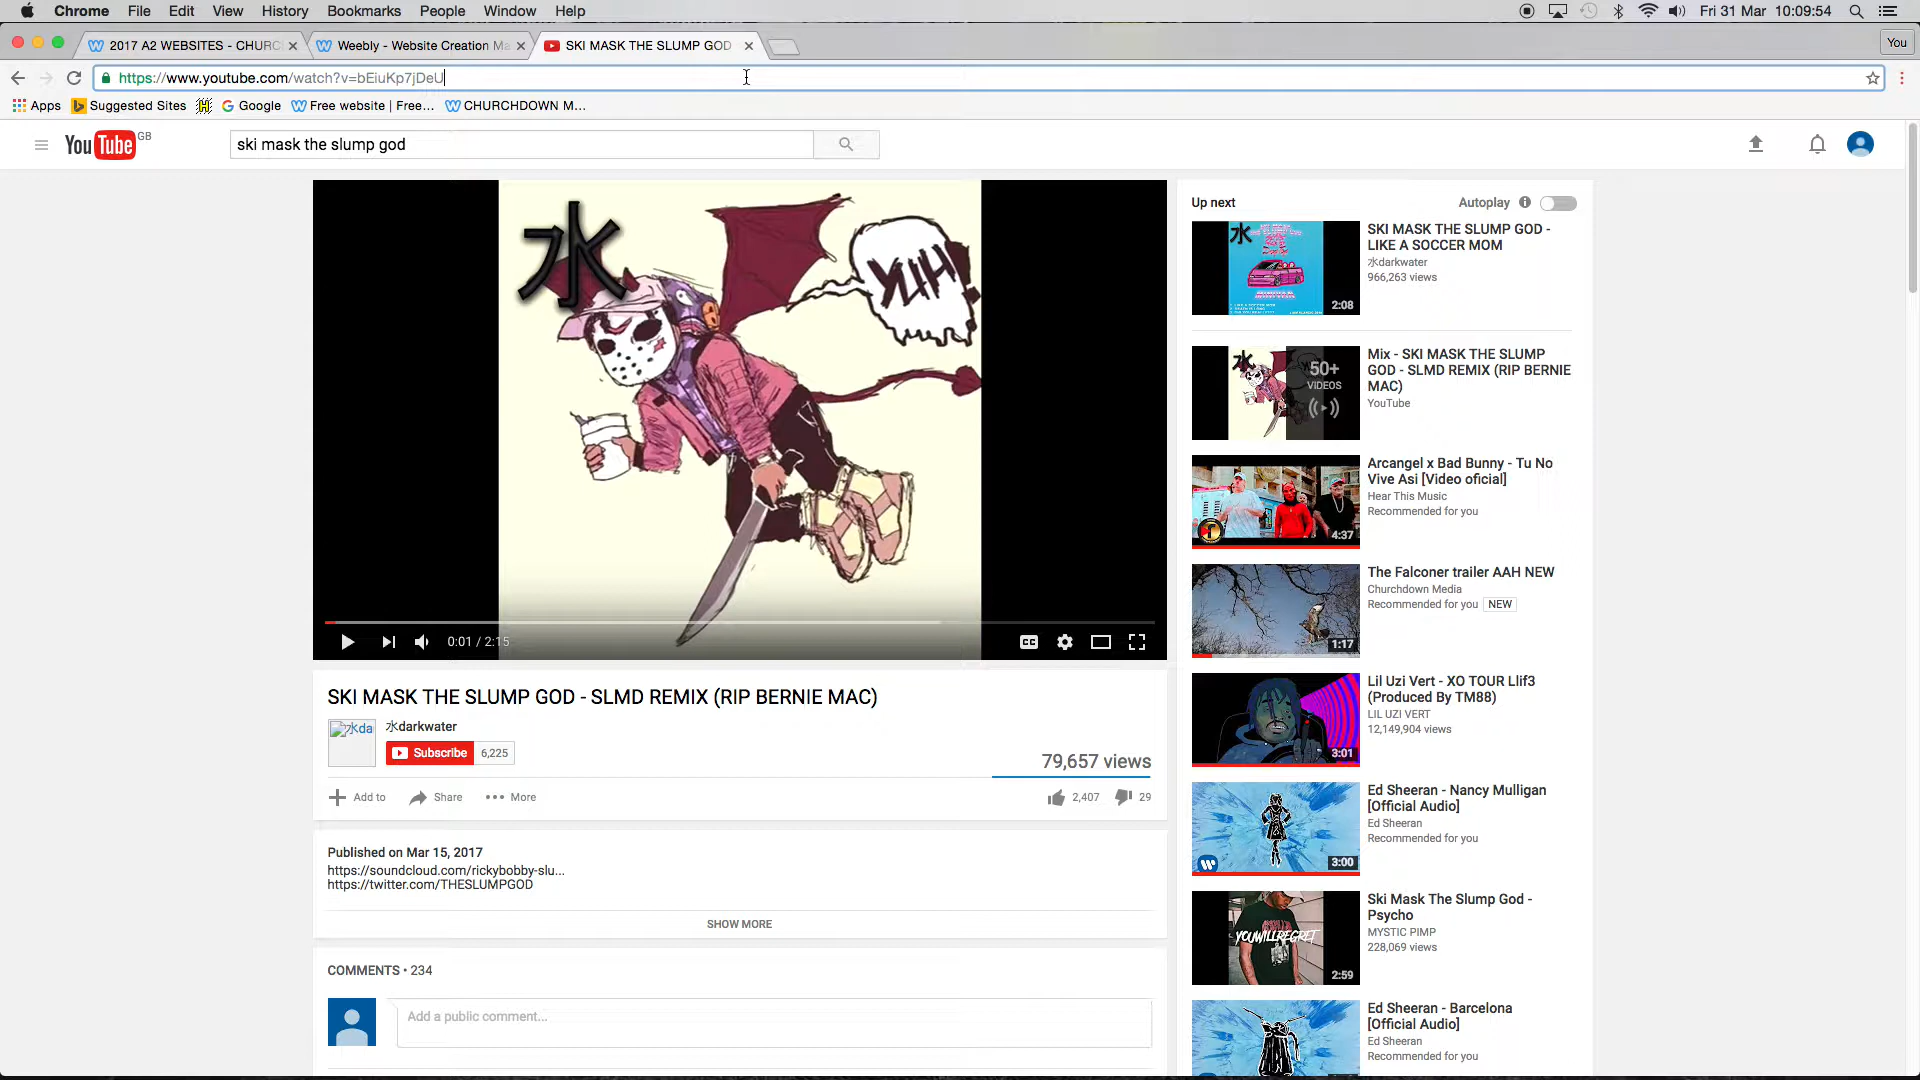 Chrome File Edit View History Bookmarks People Window Help
Fri 31 Mar 10:09:54
2017 A2 WEBSITES - CHURC
Weebly - Website Creation Ma
SKI MASK THE SLUMP GOD
You
https://www.youtube.com/watch?v=bEiuKp7jDeU
Apps
Suggested Sites
Google
Free website | Free...
CHURCHDOWN M...
YouTube GB
ski mask the slump god
水
YUH!
0:01 / 2:15
CC
SKI MASK THE SLUMP GOD - SLMD REMIX (RIP BERNIE MAC)
水da
水darkwater
Subscribe 6,225
79,657 views
Add to
Share
More
2,407
29
Published on Mar 15, 2017
https://soundcloud.com/rickybobby-slu...
https://twitter.com/THESLUMPGOD
SHOW MORE
COMMENTS • 234
Add a public comment...
Up next
Autoplay
水
2:08
SKI MASK THE SLUMP GOD -
LIKE A SOCCER MOM
水darkwater
966,263 views
水
50+
VIDEOS
Mix - SKI MASK THE SLUMP
GOD - SLMD REMIX (RIP BERNIE
MAC)
YouTube
4:37
Arcangel x Bad Bunny - Tu No
Vive Asi [Video oficial]
Hear This Music
Recommended for you
1:17
The Falconer trailer AAH NEW
Churchdown Media
Recommended for you NEW
3:01
Lil Uzi Vert - XO TOUR Llif3
(Produced By TM88)
LIL UZI VERT
12,149,904 views
3:00
Ed Sheeran - Nancy Mulligan
[Official Audio]
Ed Sheeran
Recommended for you
YOUWILLREGRET
2:59
Ski Mask The Slump God -
Psycho
MYSTIC PIMP
228,069 views
Ed Sheeran - Barcelona
[Official Audio]
Ed Sheeran
Recommended for you